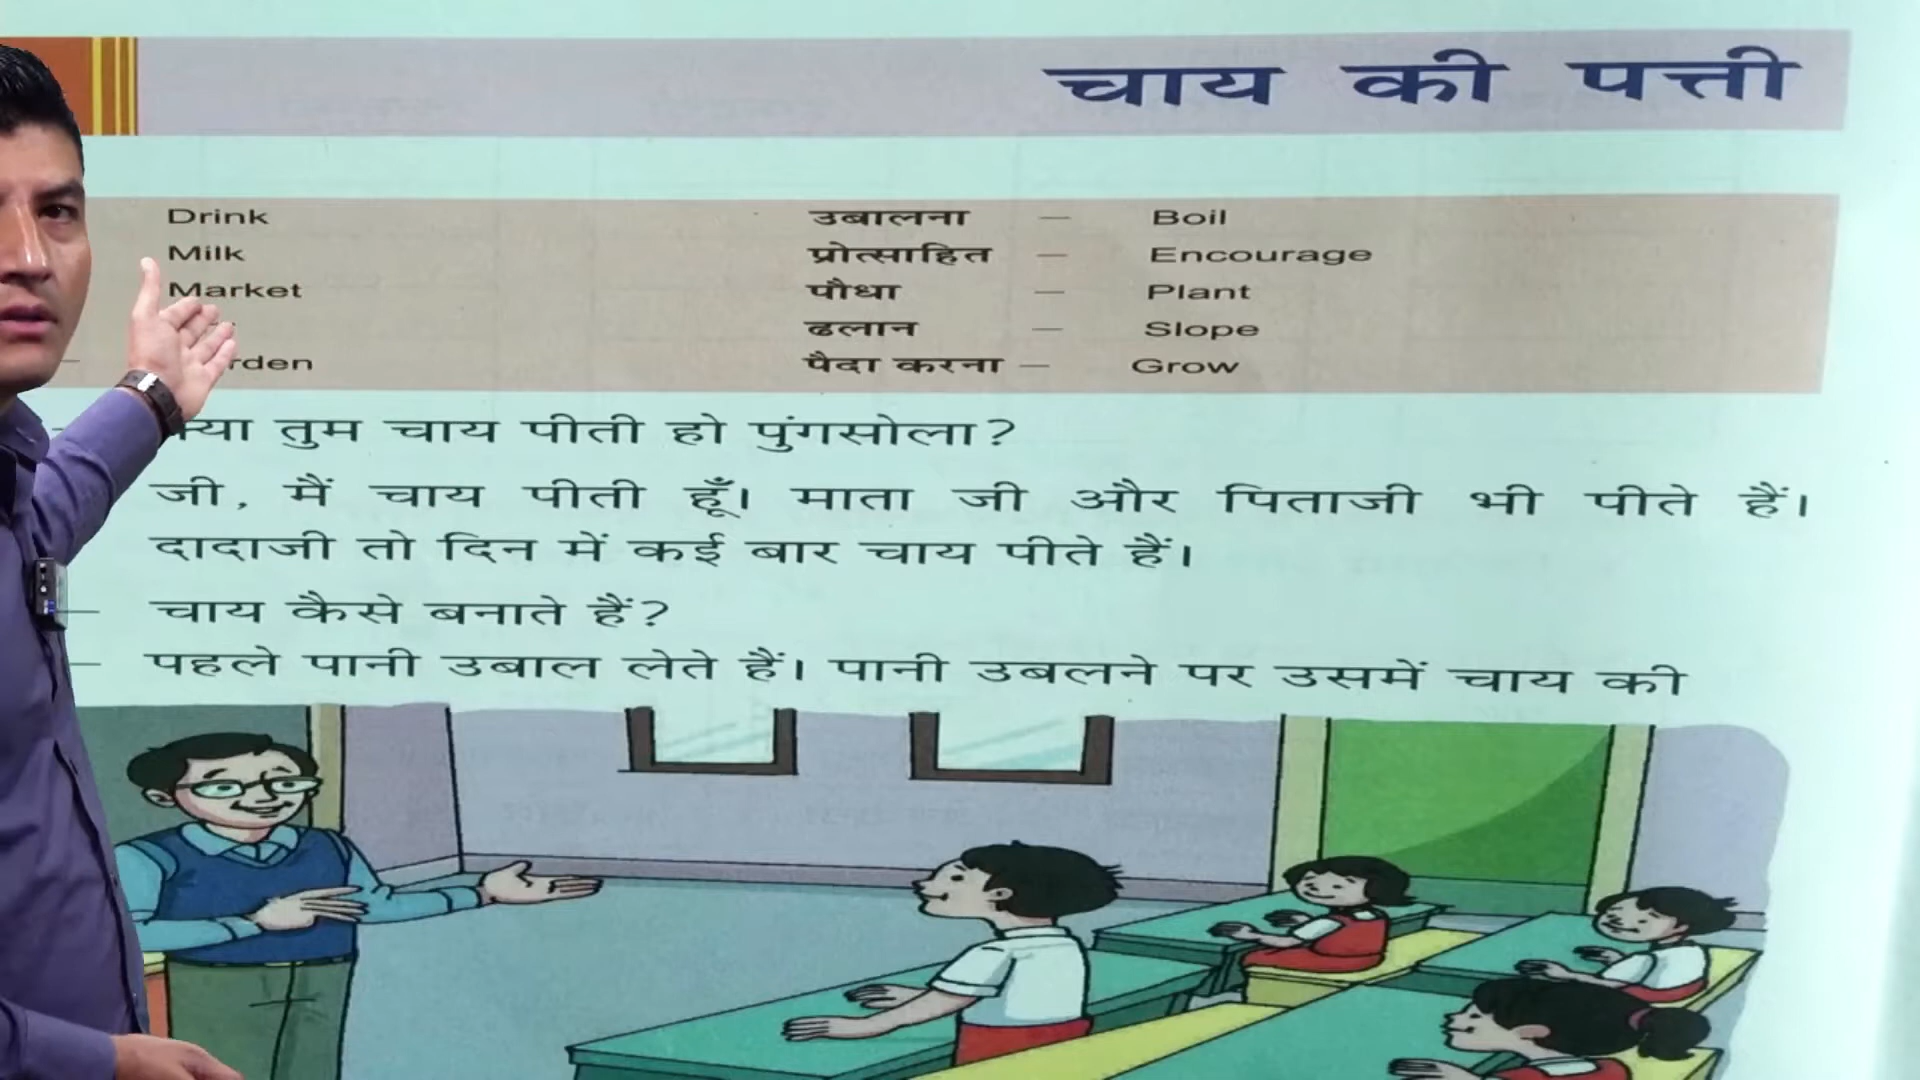 चाय की पत्ती
Drink उबालना — Boil
Milk प्रोत्साहित — Encourage
Market पौधा — Plant
ढलान — Slope
पैदा करना — Grow
क्या तुम चाय पीती हो पुंगसोला?
जी, मैं चाय पीती हूँ। माता जी और पिताजी भी पीते हैं।
दादाजी तो दिन में कई बार चाय पीते हैं।
— चाय कैसे बनाते हैं?
— पहले पानी उबाल लेते हैं। पानी उबलने पर उसमें चाय की